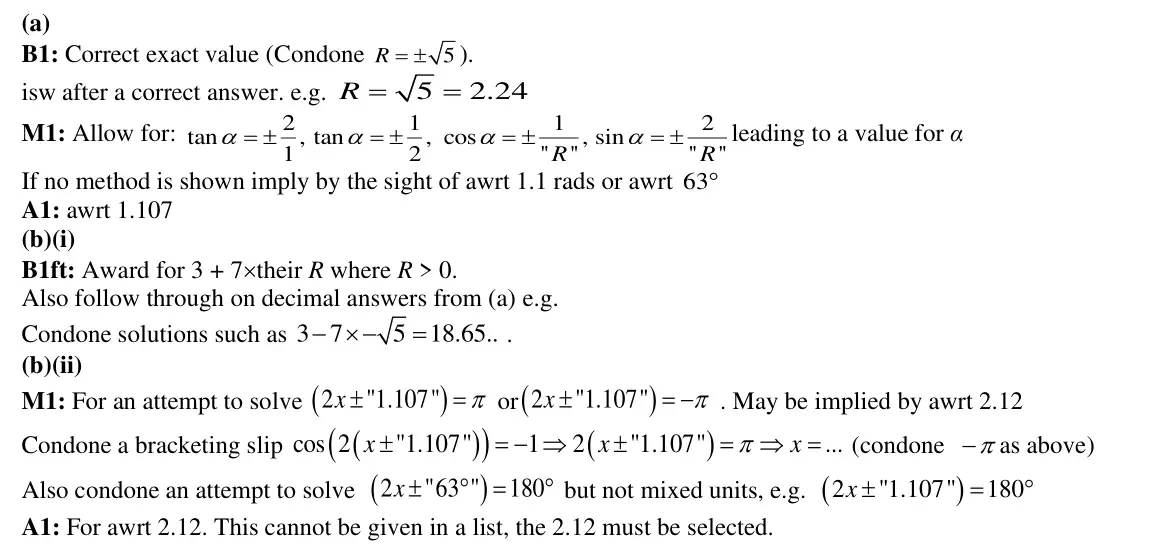 (a)
B1: Correct exact value (Condone R = ±√5 ).
isw after a correct answer. e.g. R = √5 = 2.24
M1: Allow for: tan α = ±2/1, tan α = ±1/2, cos α = ±1/"R", sin α = ±2/"R" leading to a value for α
If no method is shown imply by the sight of awrt 1.1 rads or awrt 63°
A1: awrt 1.107
(b)(i)
B1ft: Award for 3 + 7×their R where R > 0.
Also follow through on decimal answers from (a) e.g.
Condone solutions such as 3−7×−√5 = 18.65.. .
(b)(ii)
M1: For an attempt to solve (2x±"1.107") = π or (2x±"1.107") = −π . May be implied by awrt 2.12
Condone a bracketing slip cos(2(x±"1.107")) = −1 ⇒ 2(x±"1.107") = π ⇒ x = ... (condone −π as above)
Also condone an attempt to solve (2x±"63°") = 180° but not mixed units, e.g. (2x±"1.107") = 180°
A1: For awrt 2.12. This cannot be given in a list, the 2.12 must be selected.